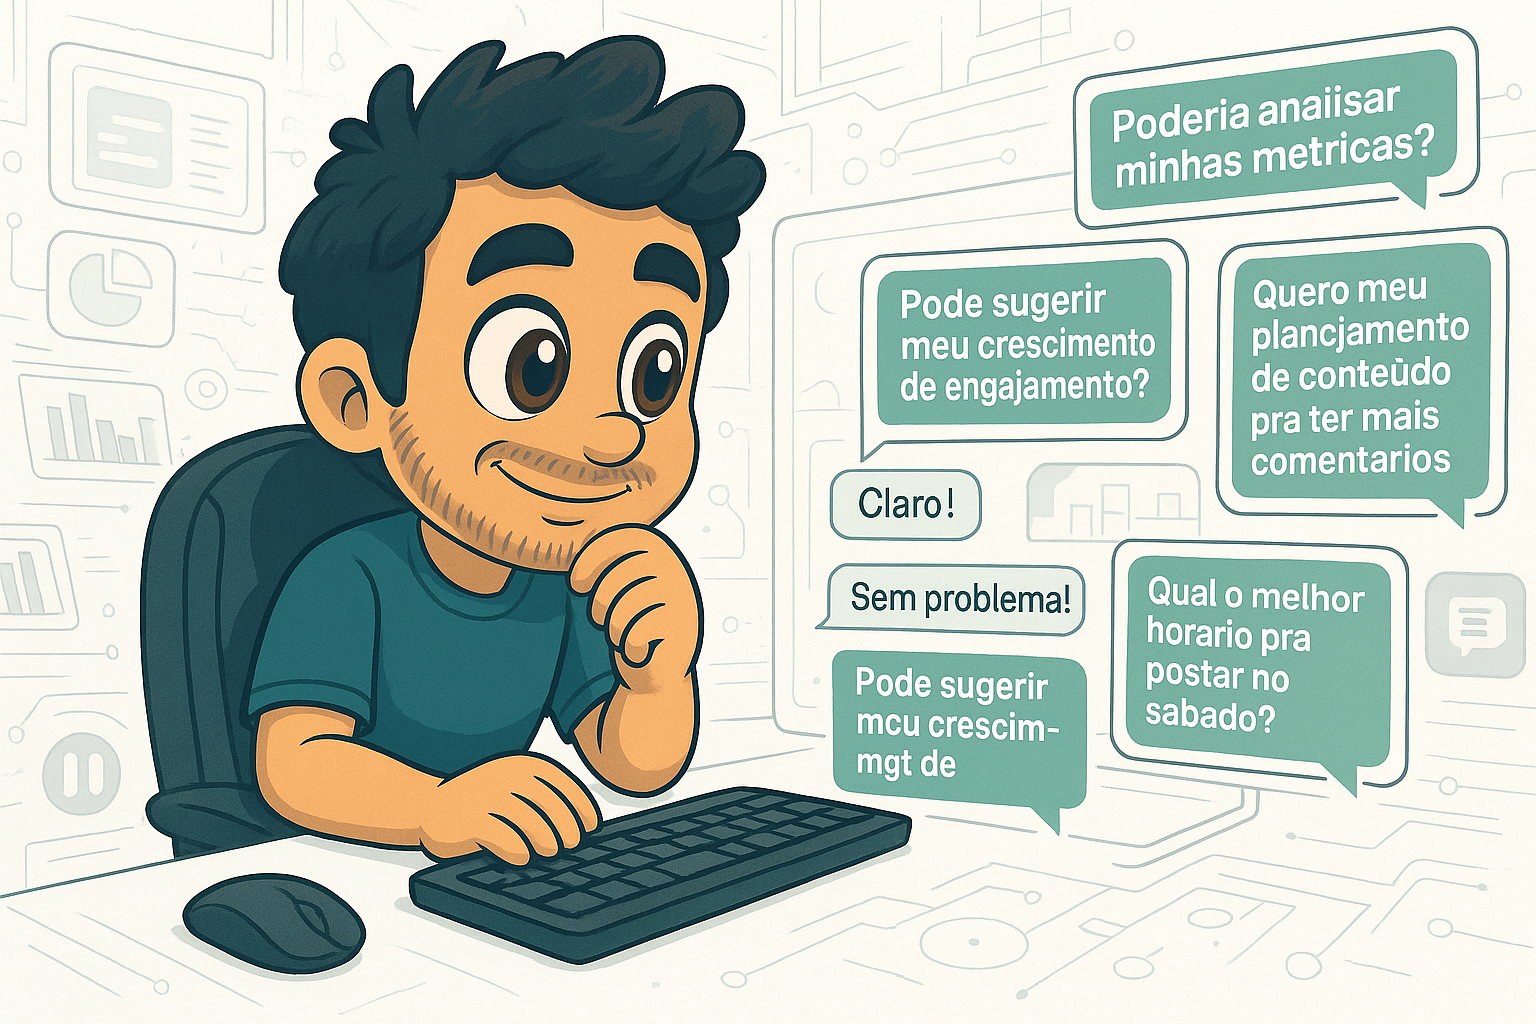 Poderia anaiisar
minhas metricas?
Pode sugerir
meu crescimento
de engajamento?
Quero meu
plancjamento
de conteùdo
pra ter mais
comentarios
Claro!
Sem problema!
Qual o melhor
horario pra
postar no
sabado?
Pode sugerir
mcu crescim-
mgt de